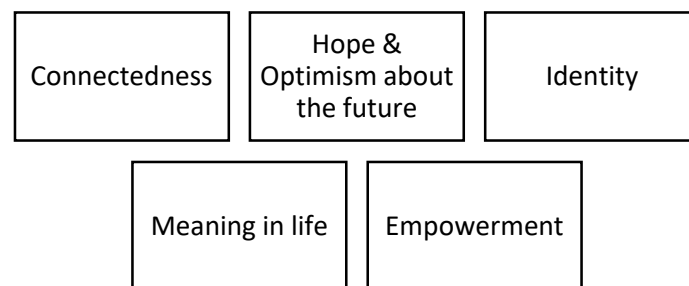 Connectedness
Hope &
Optimism about
the future
Identity
Meaning in life
Empowerment